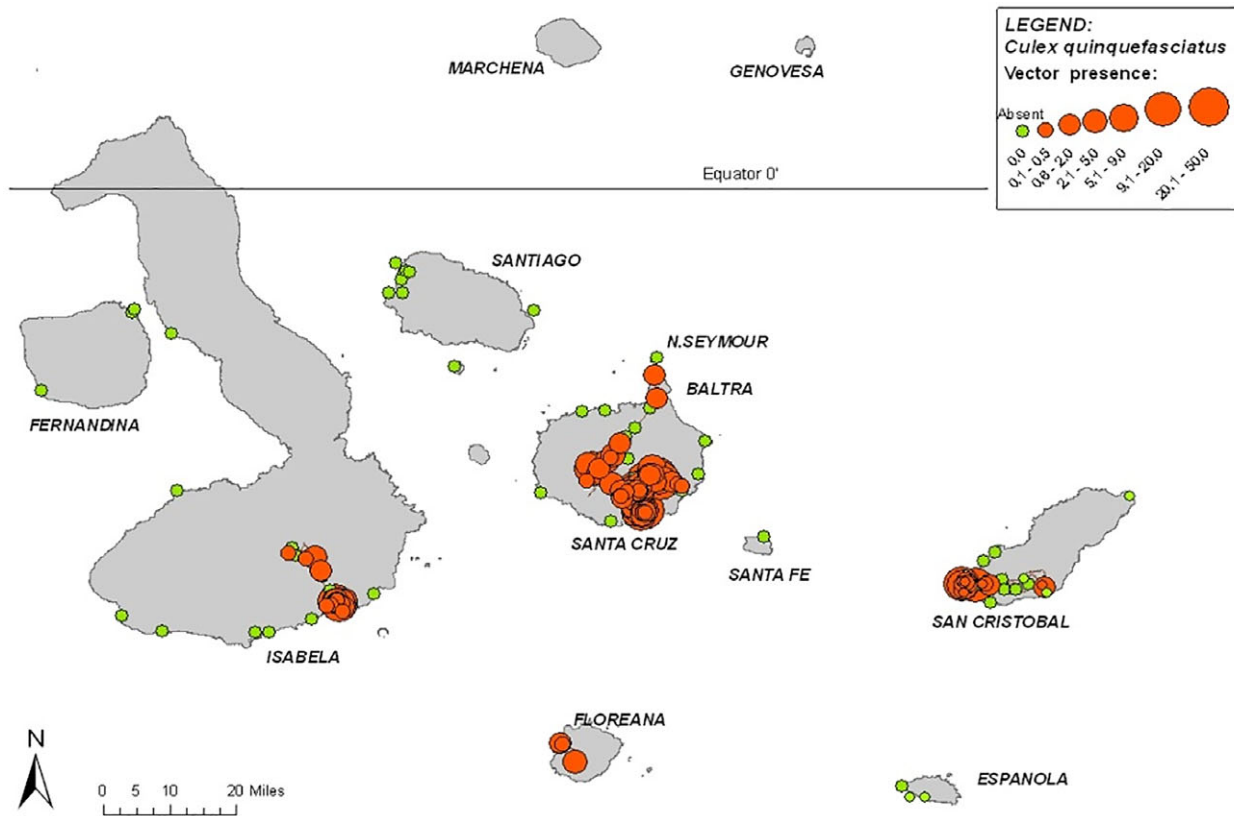 LEGEND:
Culex quinquefasciatus
Vector presence:
Absent
0.0
0.1 - 0.5
0.6 - 2.0
2.1 - 5.0
5.1 - 9.0
9.1 - 20.0
20.1 - 50.0
MARCHENA
GENOVESA
Equator 0'
SANTIAGO
N.SEYMOUR
BALTRA
FERNANDINA
SANTA CRUZ
SANTA FE
SAN CRISTOBAL
ISABELA
FLOREANA
ESPANOLA
N
0 5 10 20 Miles